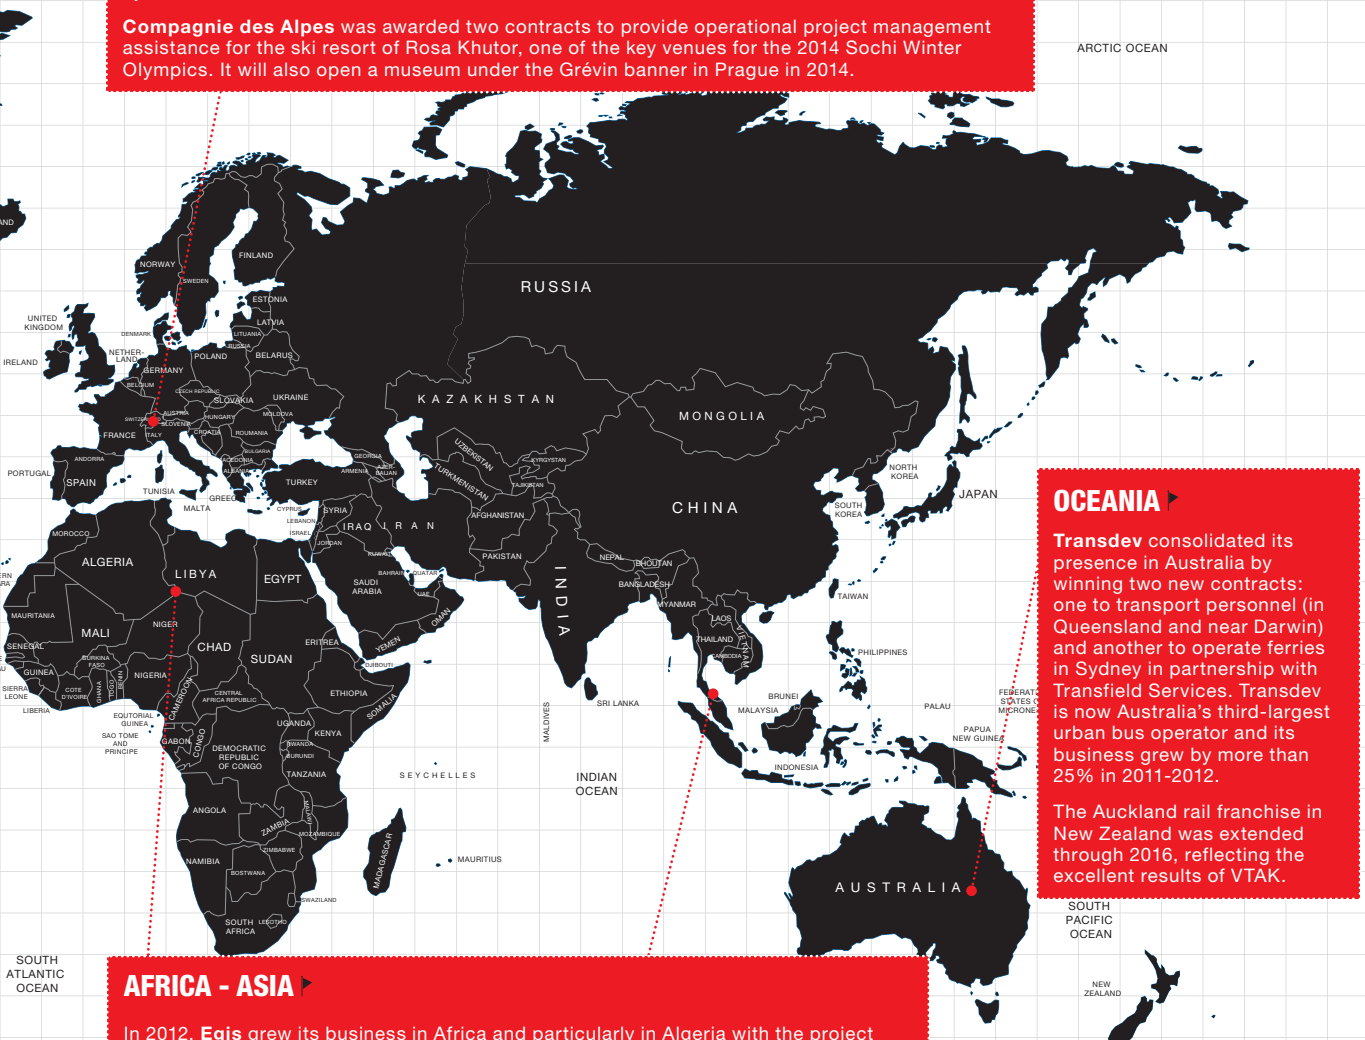 Compagnie des Alpes was awarded two contracts to provide operational project management
assistance for the ski resort of Rosa Khutor, one of the key venues for the 2014 Sochi Winter
Olympics. It will also open a museum under the Grévin banner in Prague in 2014.
ARCTIC OCEAN
NORWAY
SWEDEN
FINLAND
RUSSIA
ESTONIA
LATVIA
LITUANIA
RUSSIA
BELARUS
UNITED
KINGDOM
IRELAND
DENMARK
NETHER-
LAND
GERMANY
POLAND
BELGIUM
CZECH REPUBLIC
SLOVAKIA
UKRAINE
AUSTRIA
HUNGARY
MOLDOVA
SLOVENIE
FRANCE
ITALY
CROATIA
ROUMANIA
BULGARIA
ANDORRA
ALBANIA
PORTUGAL
SPAIN
TURKEY
GEORGIA
ARMENIA
AZER-
BAIJAN
KAZAKHSTAN
MONGOLIA
UZBEKISTAN
TURKMENISTAN
KYRGYSTAN
TAJIKISTAN
CHINA
NORTH
KOREA
SOUTH
KOREA
JAPAN
TUNISIA
MALTA
GREECE
CYPRUS
LEBANON
ISRAEL
SYRIA
IRAQ
IRAN
JORDAN
KUWAIT
AFGHANISTAN
PAKISTAN
NEPAL
BHOUTAN
BANGLADESH
INDIA
MYANMAR
LAOS
THAILAND
VIETNAM
CAMBODIA
TAIWAN
PHILIPPINES
MOROCCO
ALGERIA
LIBYA
EGYPT
SAUDI
ARABIA
BAHRAIN
QUATAR
UAE
OMAN
YEMEN
DJIBOUTI
MAURITANIA
MALI
NIGER
CHAD
SUDAN
ERITREA
SENEGAL
GUINEA
BURKINA
FASO
SIERRA
LEONE
LIBERIA
COTE
D'IVOIRE
GHANA
TOGO
BENIN
NIGERIA
CAMEROON
CENTRAL
AFRICA REPUBLIC
ETHIOPIA
SOMALIA
EQUTORIAL
GUINEA
SAO TOME
AND
PRINCIPE
GABON
CONGO
DEMOCRATIC
REPUBLIC
OF CONGO
UGANDA
KENYA
RWANDA
BURUNDI
TANZANIA
ANGOLA
ZAMBIA
MOZAMBIQUE
ZIMBABWE
NAMIBIA
BOSTWANA
SWAZILAND
SOUTH
AFRICA
LESOTHO
MADAGASCAR
MAURITIUS
SEYCHELLES
MALDIVES
SRI LANKA
INDIAN
OCEAN
BRUNEI
MALAYSIA
INDONESIA
PALAU
PAPUA
NEW GUINEA
AUSTRALIA
SOUTH
PACIFIC
OCEAN
NEW
ZEALAND
SOUTH
ATLANTIC
OCEAN
OCEANIA
Transdev consolidated its
presence in Australia by
winning two new contracts:
one to transport personnel (in
Queensland and near Darwin)
and another to operate ferries
in Sydney in partnership with
Transfield Services. Transdev
is now Australia's third-largest
urban bus operator and its
business grew by more than
25% in 2011-2012.
The Auckland rail franchise in
New Zealand was extended
through 2016, reflecting the
excellent results of VTAK.
AFRICA - ASIA
In 2012, Egis grew its business in Africa and particularly in Algeria with the project